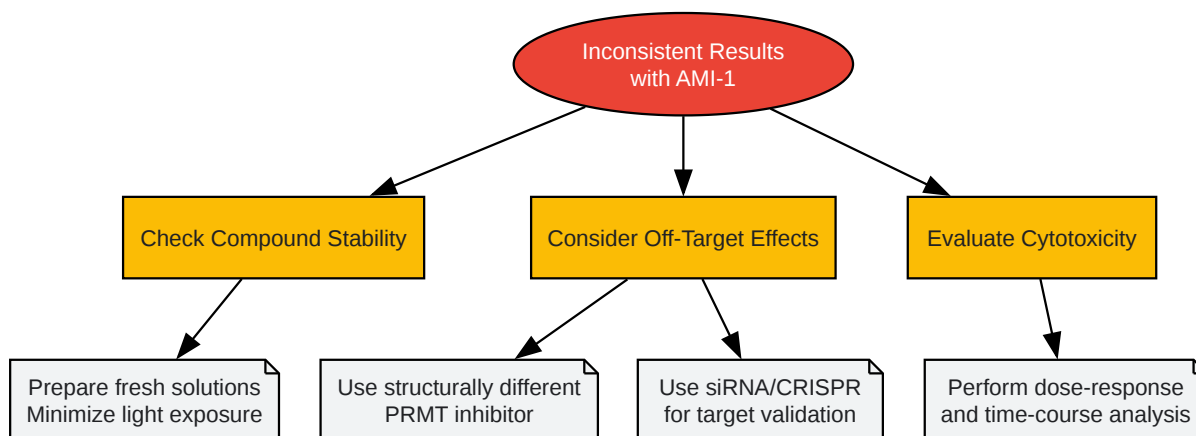 Inconsistent Results
with AMI-1
Check Compound Stability
Consider Off-Target Effects
Evaluate Cytotoxicity
Prepare fresh solutions
Minimize light exposure
Use structurally different
PRMT inhibitor
Use siRNA/CRISPR
for target validation
Perform dose-response
and time-course analysis